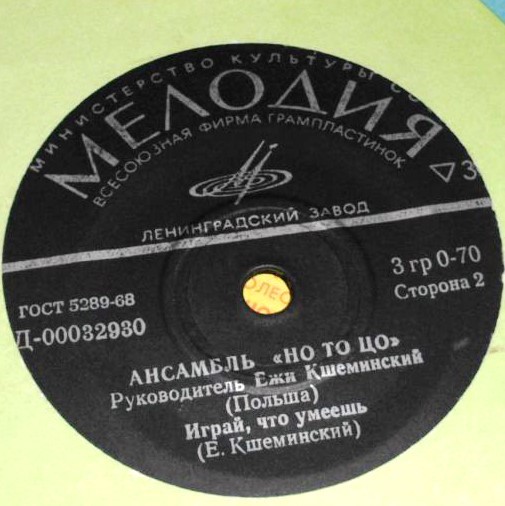 МИНИСТЕРСТВО КУЛЬТУРЫ
МЕЛОДИЯ
ВСЕСОЮЗНАЯ ФИРМА ГРАМПЛАСТИНОК
ЛЕНИНГРАДСКИЙ ЗАВОД
ГОСТ 5289-68
3 гр 0-70
Д-00032930
Сторона 2
АНСАМБЛЬ «НО ТО ЦО»
Руководитель Ежи Кшеминский
(Польша)
Играй, что умеешь
(Е. Кшеминский)